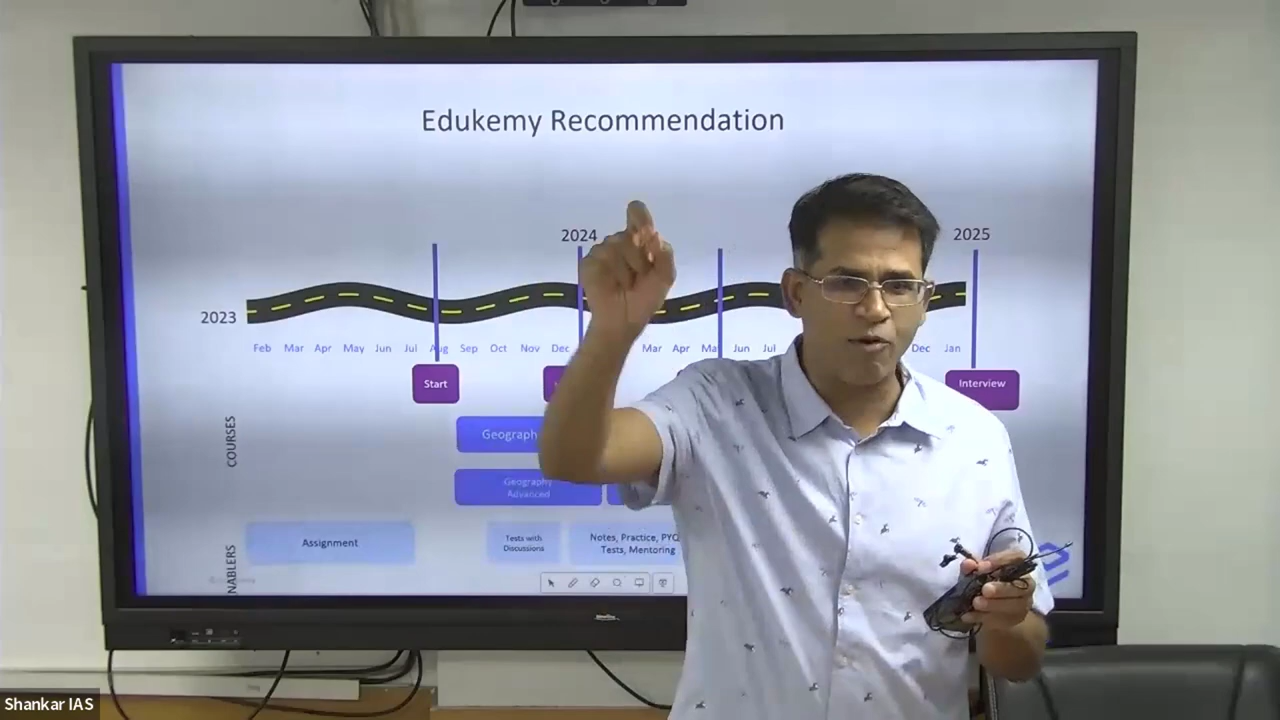 Edukemy Recommendation
2024
2025
2023
Feb Mar Apr May Jun Jul Aug Sep Oct Nov Dec Mar Apr May Jun Jul Dec Jan
Start
Interview
COURSES
Geography
Advanced
Assignment
Tests with
Discussions
Notes, Practice, PYQ
Tests, Mentoring
Shankar IAS